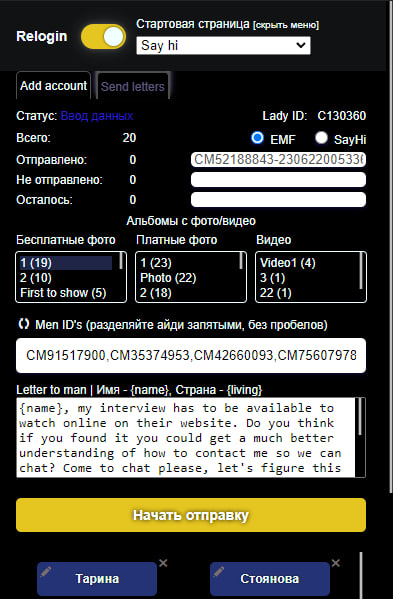 Relogin
Стартовая страница [скрыть меню]
Say hi
Add account
Send letters
Статус: Ввод данных
Lady ID: C130360
Всего: 20
EMF
SayHi
Отправлено: 0
CM52188843-230622005336
Не отправлено: 0
Осталось: 0
Альбомы с фото/видео
Бесплатные фото Платные фото Видео
1 (19) 1 (23) Video1 (4)
2 (10) Photo (22) 3 (1)
First to show (5) 2 (18) 22 (1)
Men ID's (разделяйте айди запятыми, без пробелов)
CM91517900,CM35374953,CM42660093,CM75607978
Letter to man | Имя - {name}, Страна - {living}
{name}, my interview has to be available to
watch online on their website. Do you think
if you found it you could get a much better
understanding of how to contact me so we can
chat? Come to chat please, let's figure this
Начать отправку
Тарина
Стоянова